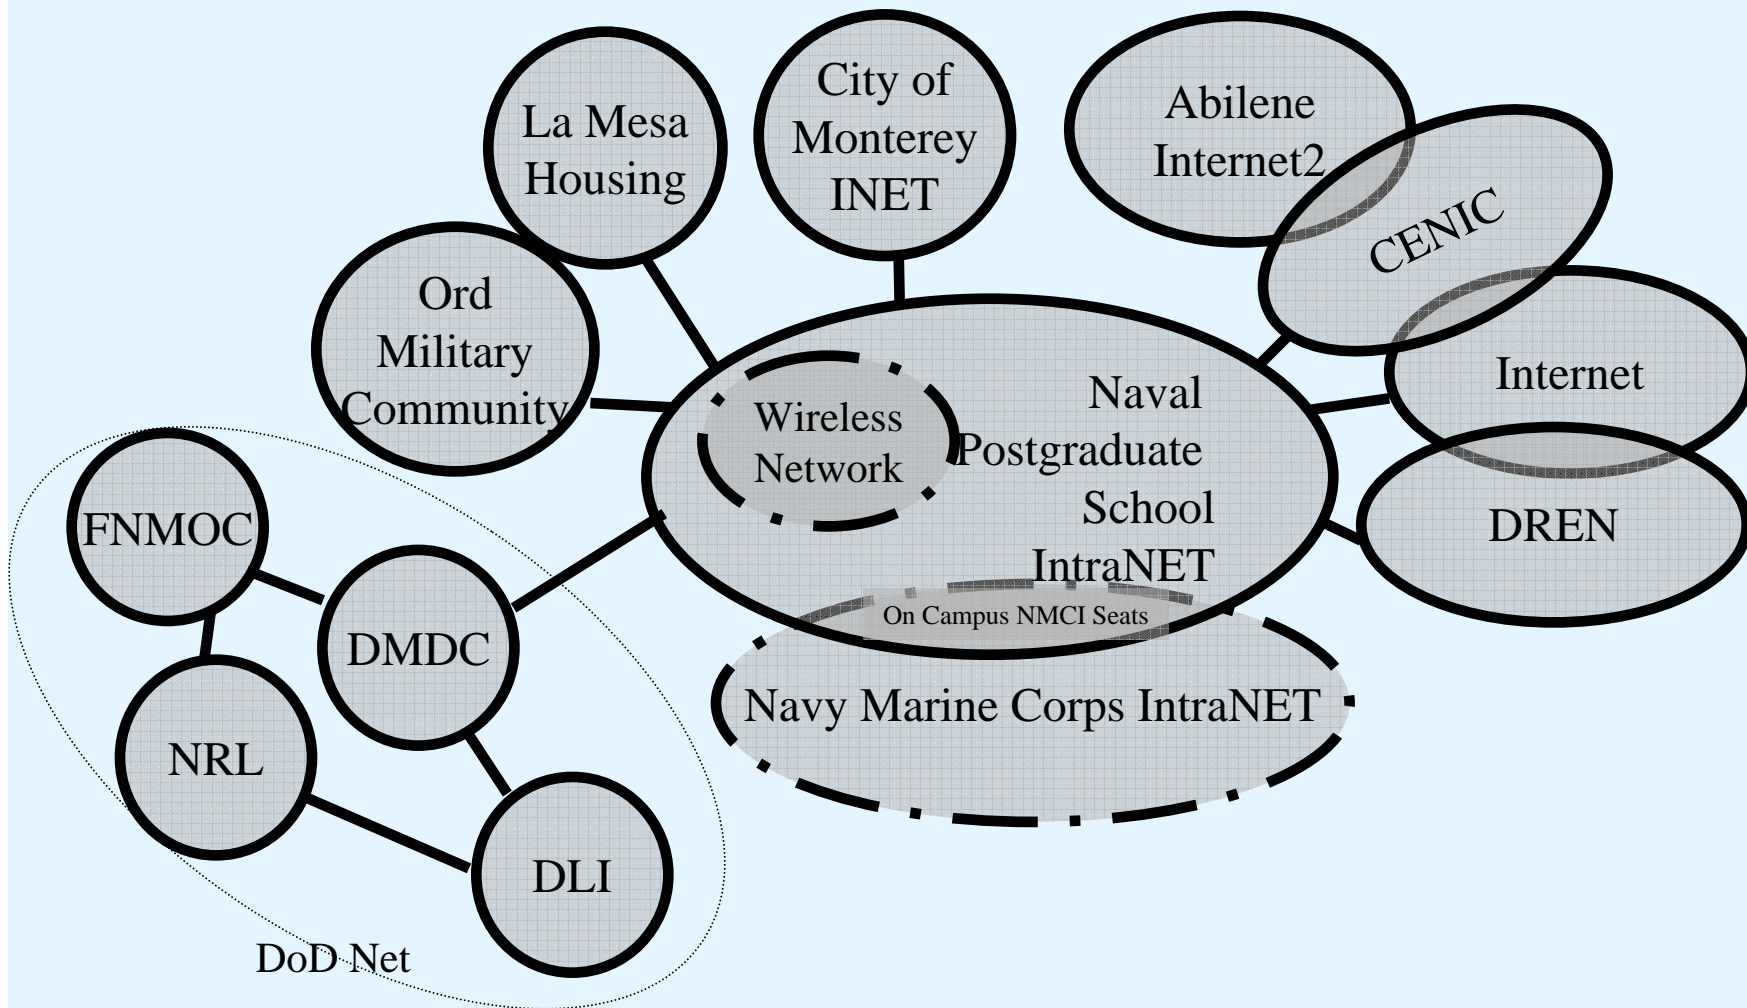 La Mesa
Housing
City of
Monterey
INET
Abilene
Internet2
CENIC
Ord
Military
Community
Internet
Wireless
Network
Naval
Postgraduate
School
IntraNET
DREN
FNMOC
DMDC
On Campus NMCI Seats
Navy Marine Corps IntraNET
NRL
DLI
DoD Net